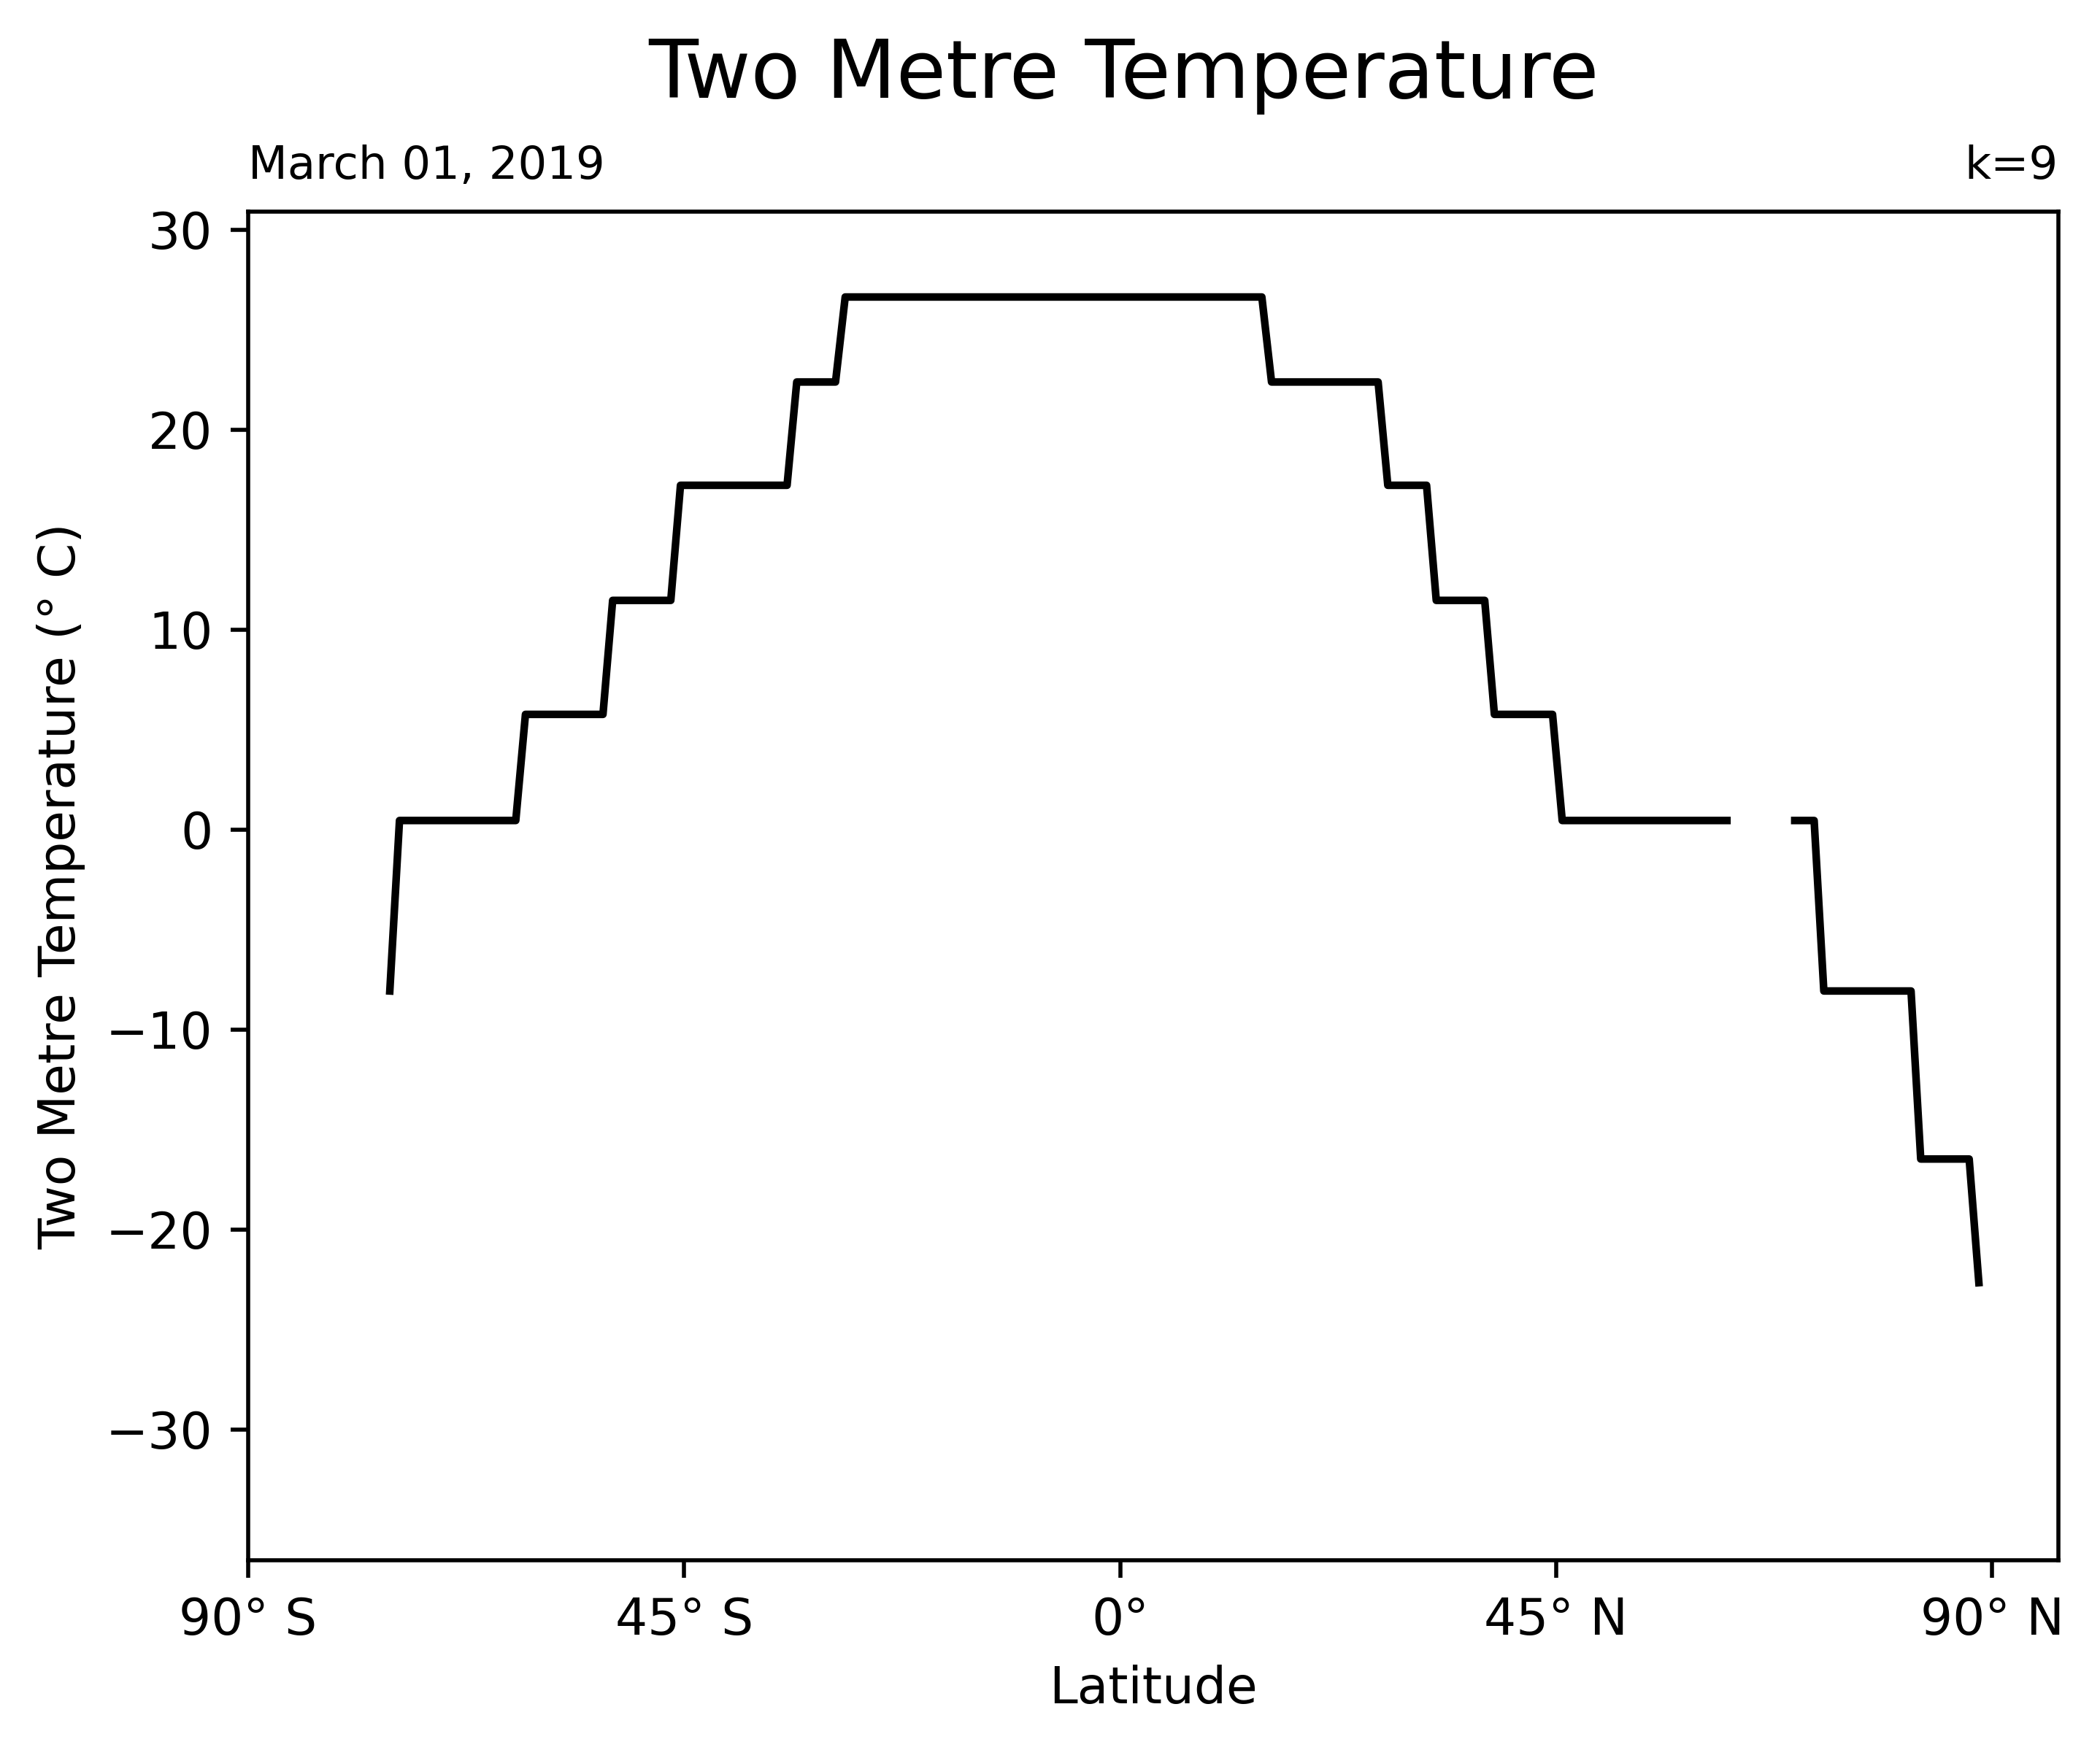 Two Metre Temperature
March 01, 2019 k=9
30
20
10
0
−10
−20
−30
Two Metre Temperature (° C)
90° S 45° S 0° 45° N 90° N
Latitude